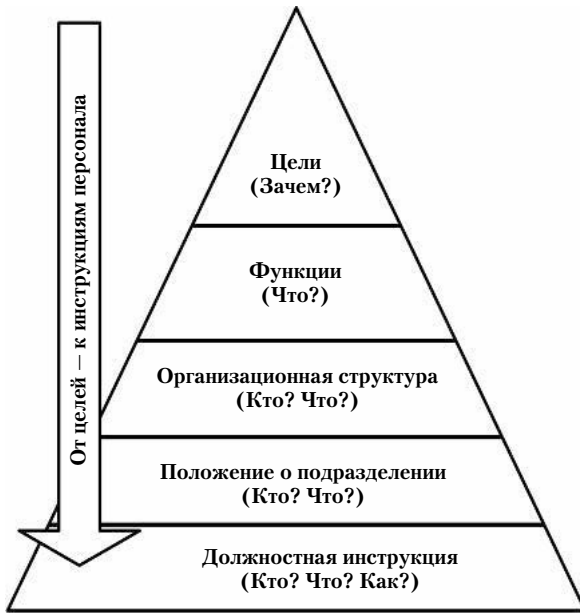 От целей — к инструкциям персонала
Цели
(Зачем?)
Функции
(Что?)
Организационная структура
(Кто? Что?)
Положение о подразделении
(Кто? Что?)
Должностная инструкция
(Кто? Что? Как?)